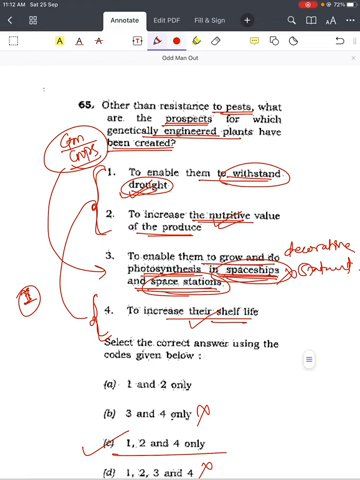 11:12 AM Sat 25 Sep
72%
Annotate
Edit PDF
Fill & Sign
Odd Man Out
65. Other than resistance to pests, what
are the prospects for which
genetically engineered plants have
been created?
Gm
Crops
1. To enable them to withstand
drought
2. To increase the nutritive value
of the produce
3. To enable them to grow and do
photosynthesis in spaceships
and space stations
decorative
II
4. To increase their shelf life
Select the correct answer using the
codes given below :
(a) 1 and 2 only
(b) 3 and 4 only
(c) 1, 2 and 4 only
(d) 1, 2, 3 and 4